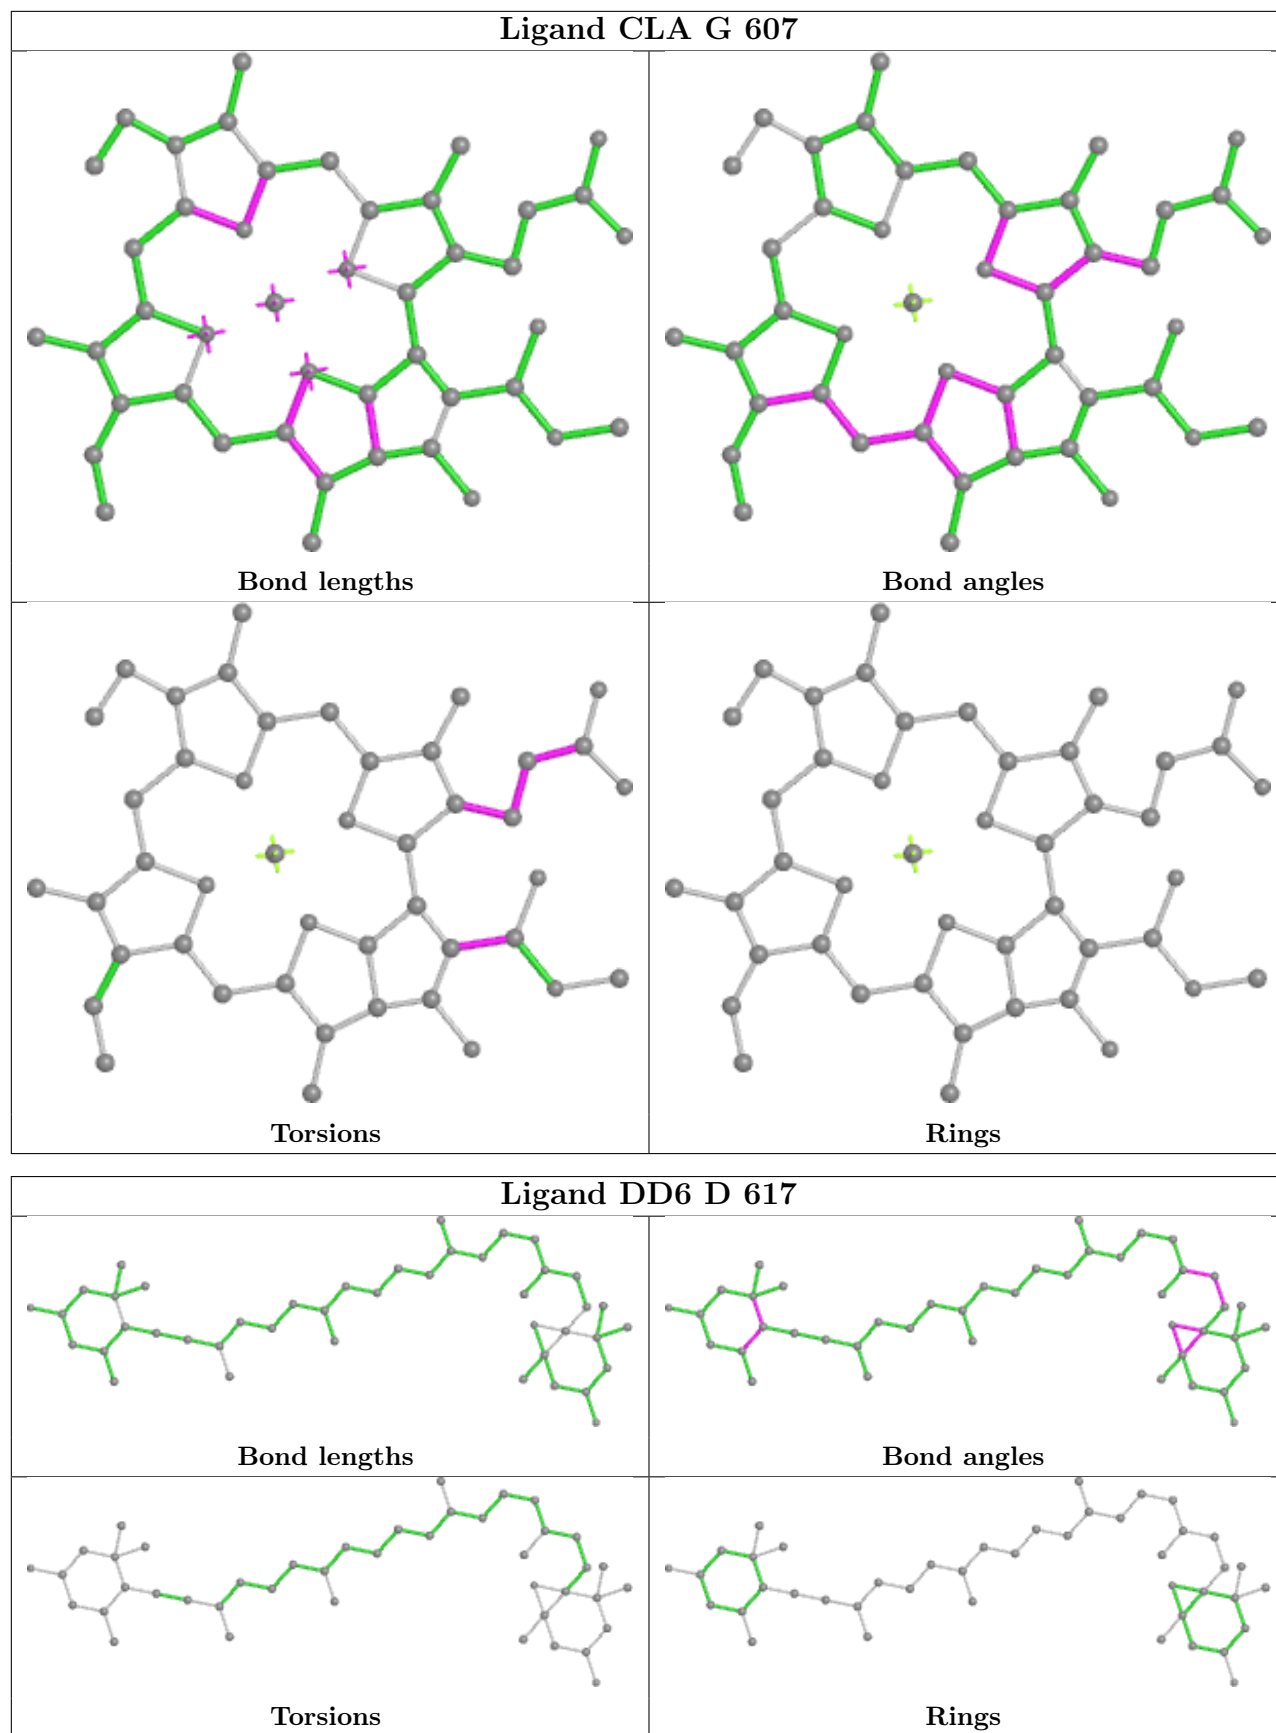 Ligand CLA G 607
Bond lengths
Bond angles
Torsions
Rings
Ligand DD6 D 617
Bond lengths
Bond angles
Torsions
Rings